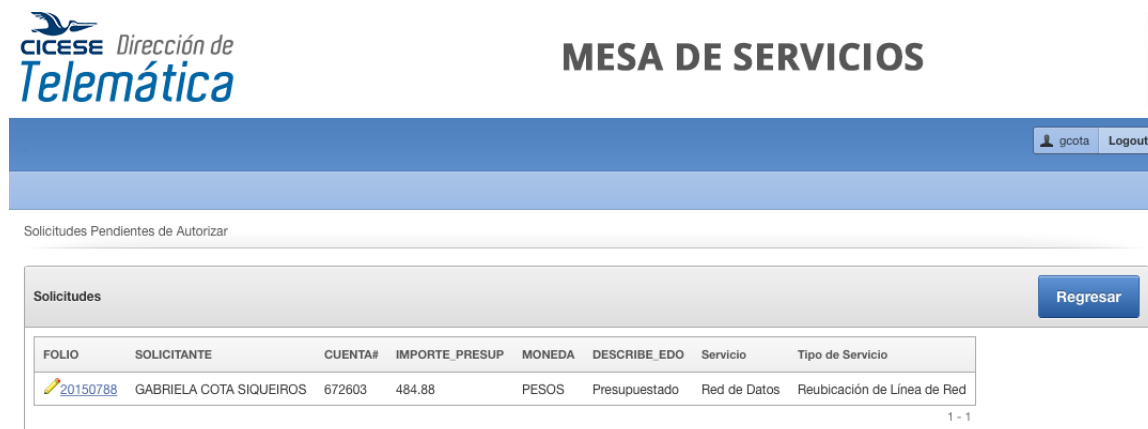 CICESE Dirección de
Telemática
MESA DE SERVICIOS
gcota Logout
Solicitudes Pendientes de Autorizar
Solicitudes Regresar
FOLIO SOLICITANTE CUENTA# IMPORTE_PRESUP MONEDA DESCRIBE_EDO Servicio Tipo de Servicio
20150788 GABRIELA COTA SIQUEIROS 672603 484.88 PESOS Presupuestado Red de Datos Reubicación de Línea de Red
1 - 1